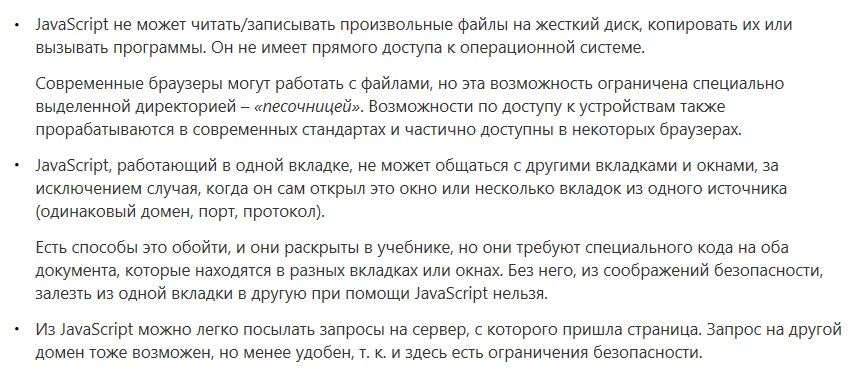 • JavaScript не может читать/записывать произвольные файлы на жесткий диск, копировать их или
вызывать программы. Он не имеет прямого доступа к операционной системе.
Современные браузеры могут работать с файлами, но эта возможность ограничена специально
выделенной директорией – «песочницей». Возможности по доступу к устройствам также
прорабатываются в современных стандартах и частично доступны в некоторых браузерах.
• JavaScript, работающий в одной вкладке, не может общаться с другими вкладками и окнами, за
исключением случая, когда он сам открыл это окно или несколько вкладок из одного источника
(одинаковый домен, порт, протокол).
Есть способы это обойти, и они раскрыты в учебнике, но они требуют специального кода на оба
документа, которые находятся в разных вкладках или окнах. Без него, из соображений безопасности,
залезть из одной вкладки в другую при помощи JavaScript нельзя.
• Из JavaScript можно легко посылать запросы на сервер, с которого пришла страница. Запрос на другой
домен тоже возможен, но менее удобен, т. к. и здесь есть ограничения безопасности.